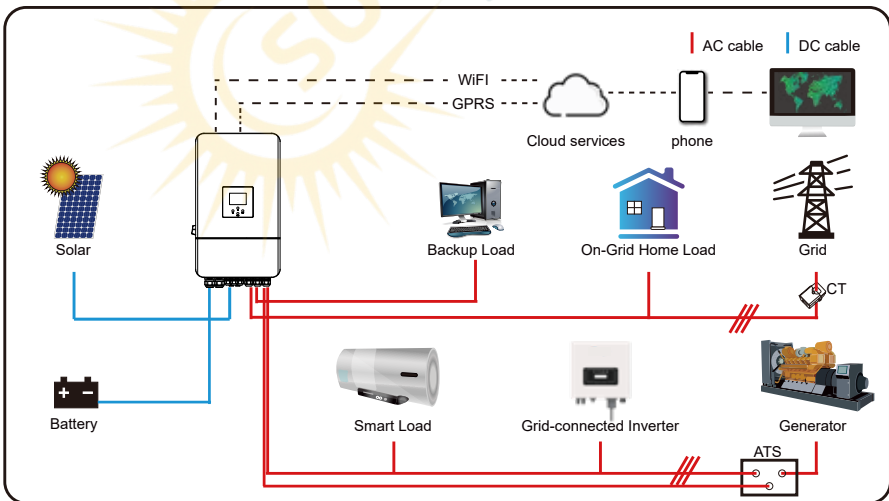 AC cable
DC cable
WiFI
GPRS
Cloud services
phone
Solar
Backup Load
On-Grid Home Load
Grid
CT
Battery
Smart Load
Grid-connected Inverter
Generator
ATS